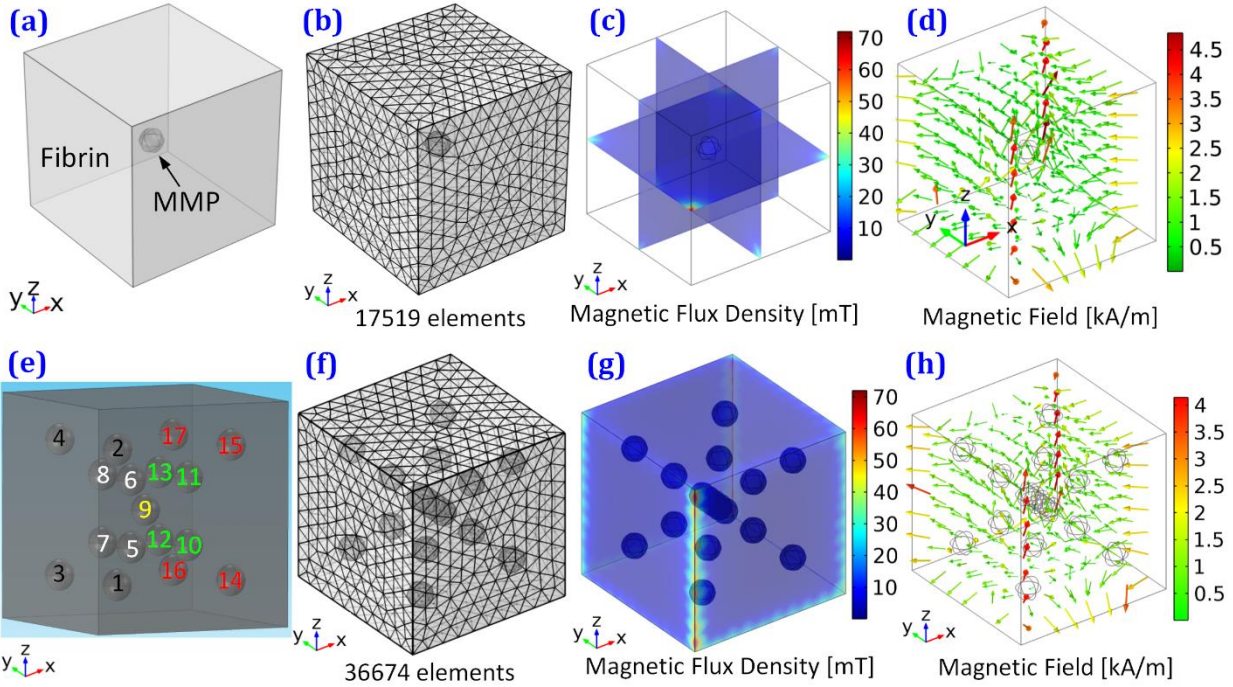 (a)
Fibrin
MMP
z
y x
(b)
z
y x
17519 elements
(c)
70
60
50
40
30
20
10
z
y x
Magnetic Flux Density [mT]
(d)
4.5
4
3.5
3
2.5
2
1.5
1
0.5
z
y x
Magnetic Field [kA/m]
(e)
4 2 17 15
8 6 13 11
9
7 5 12 10
3 1 16 14
z
y x
(f)
z
y x
36674 elements
(g)
70
60
50
40
30
20
10
z
y x
Magnetic Flux Density [mT]
(h)
4
3.5
3
2.5
2
1.5
1
0.5
z
y x
Magnetic Field [kA/m]